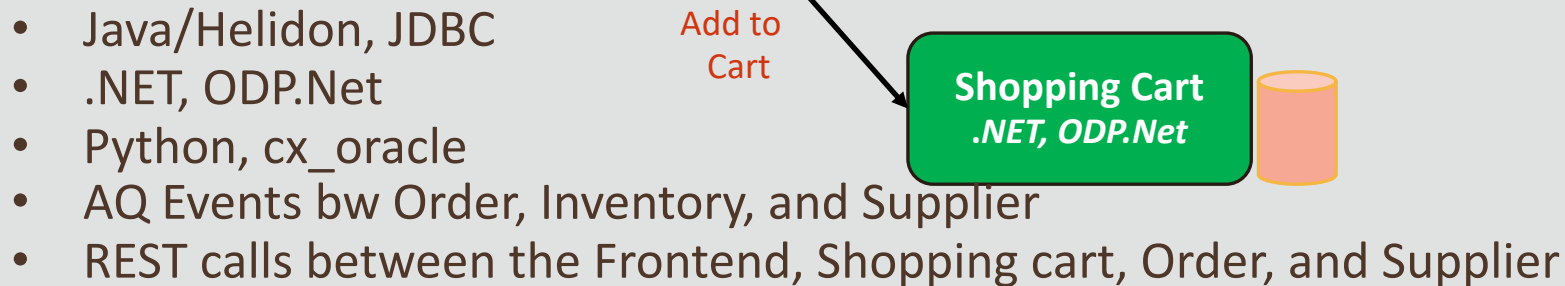 • Java/Helidon, JDBC
• .NET, ODP.Net
• Python, cx_oracle
• AQ Events bw Order, Inventory, and Supplier
• REST calls between the Frontend, Shopping cart, Order, and Supplier
Add to
Cart
Shopping Cart
.NET, ODP.Net